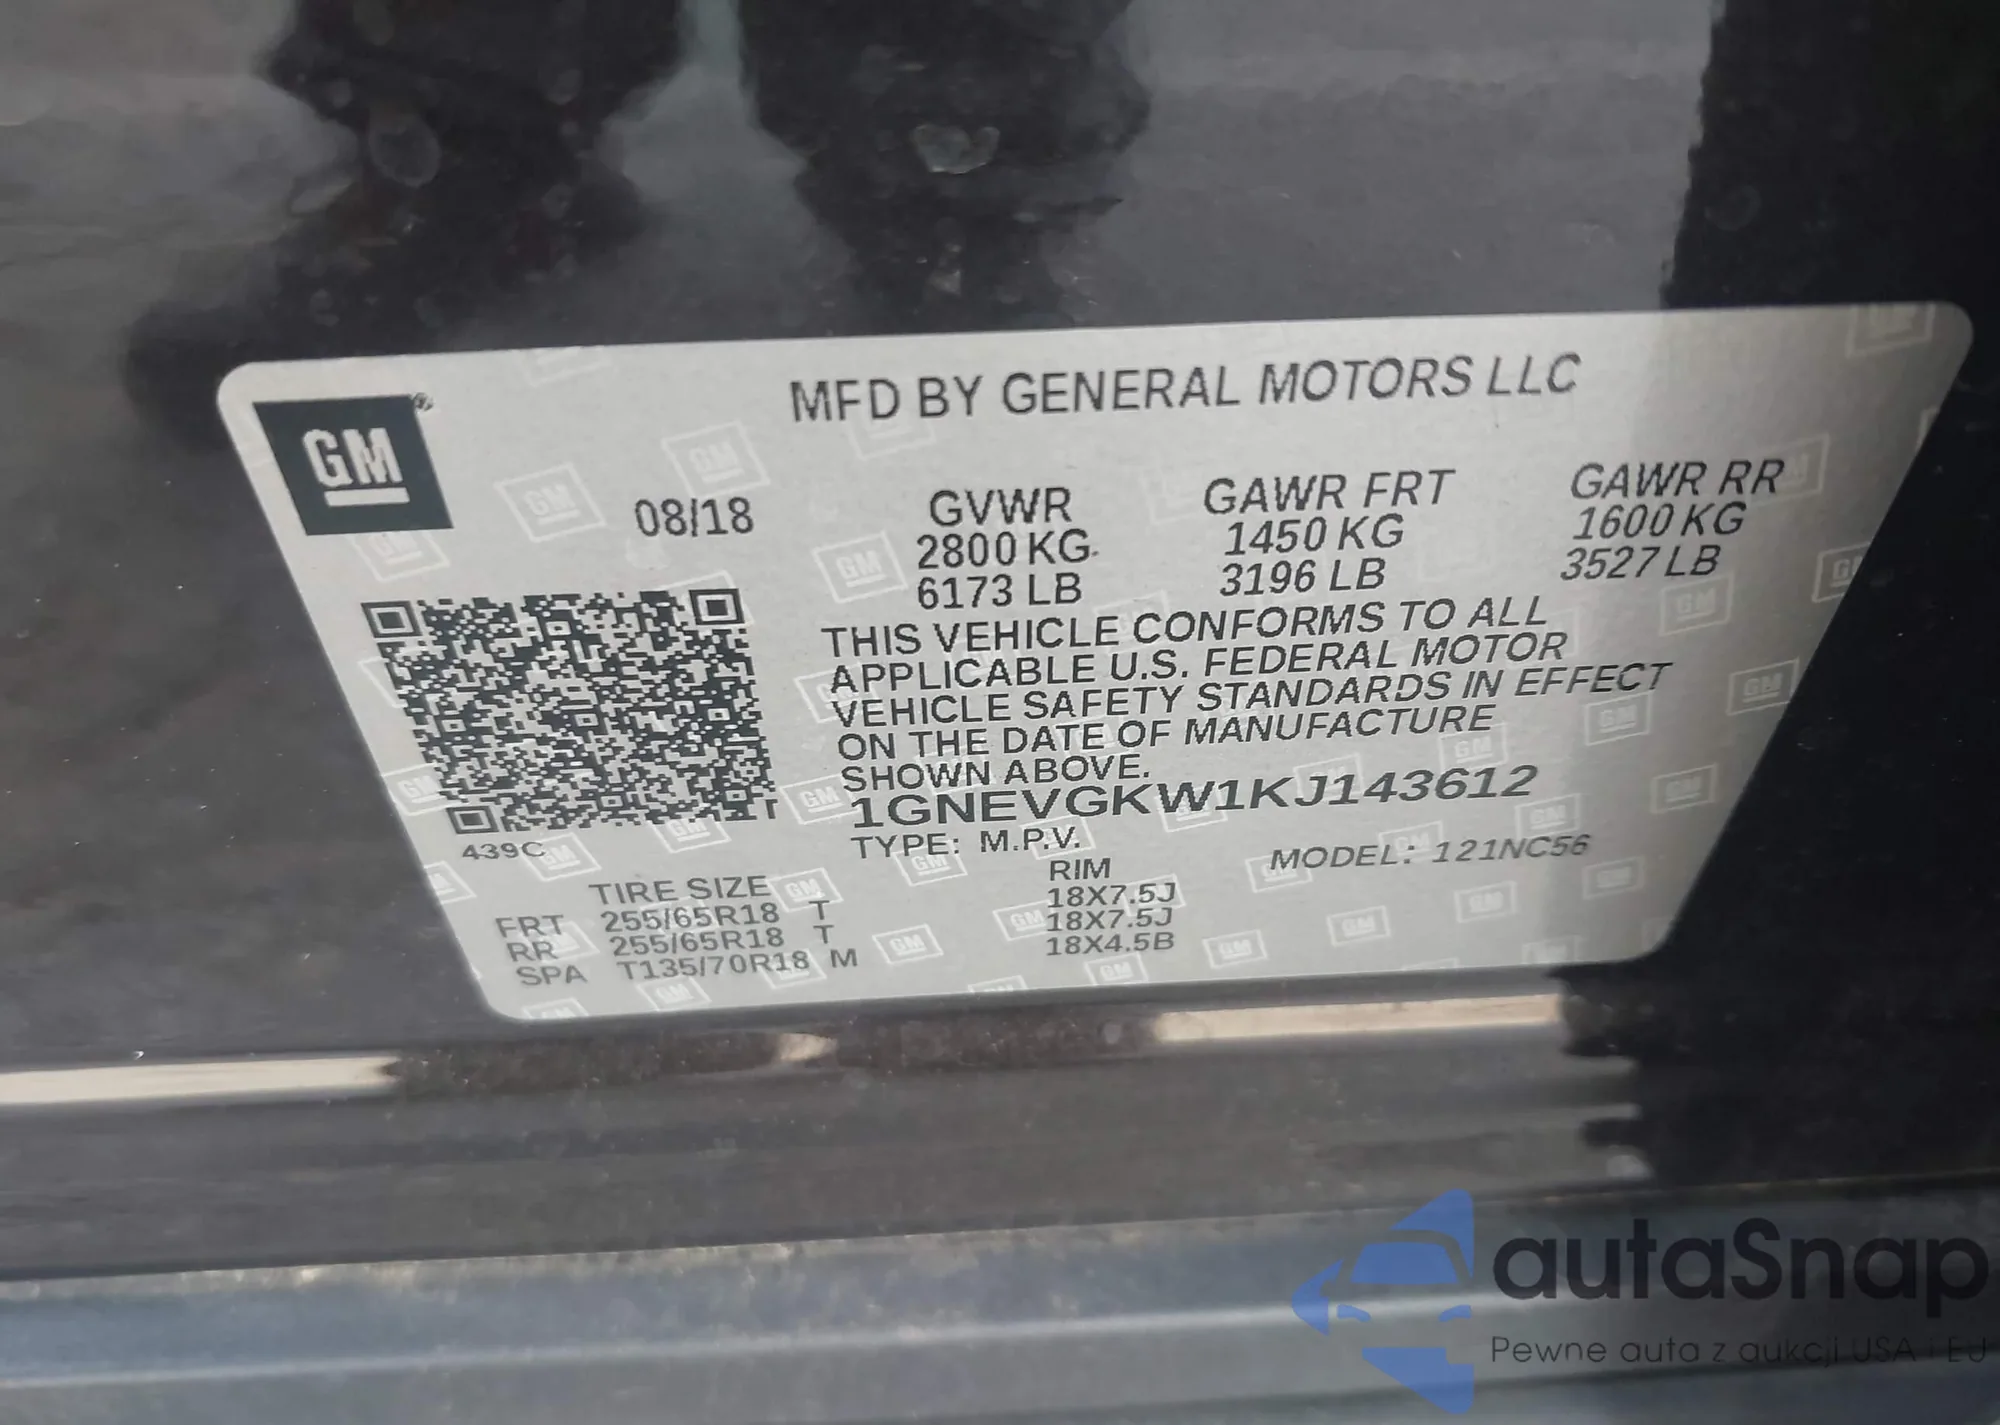 MFD BY GENERAL MOTORS LLC
GM®
08/18
GVWR GAWR FRT GAWR RR
2800 KG 1450 KG 1600 KG
6173 LB 3196 LB 3527 LB
THIS VEHICLE CONFORMS TO ALL
APPLICABLE U.S. FEDERAL MOTOR
VEHICLE SAFETY STANDARDS IN EFFECT
ON THE DATE OF MANUFACTURE
SHOWN ABOVE.
1GNEVGKW1KJ143612
439C
TYPE: M.P.V. MODEL: 121NC56
TIRE SIZE RIM
FRT 255/65R18 T 18X7.5J
RR 255/65R18 T 18X7.5J
SPA T135/70R18 M 18X4.5B
autaSnap
Pewne auta z aukcji USA i EU